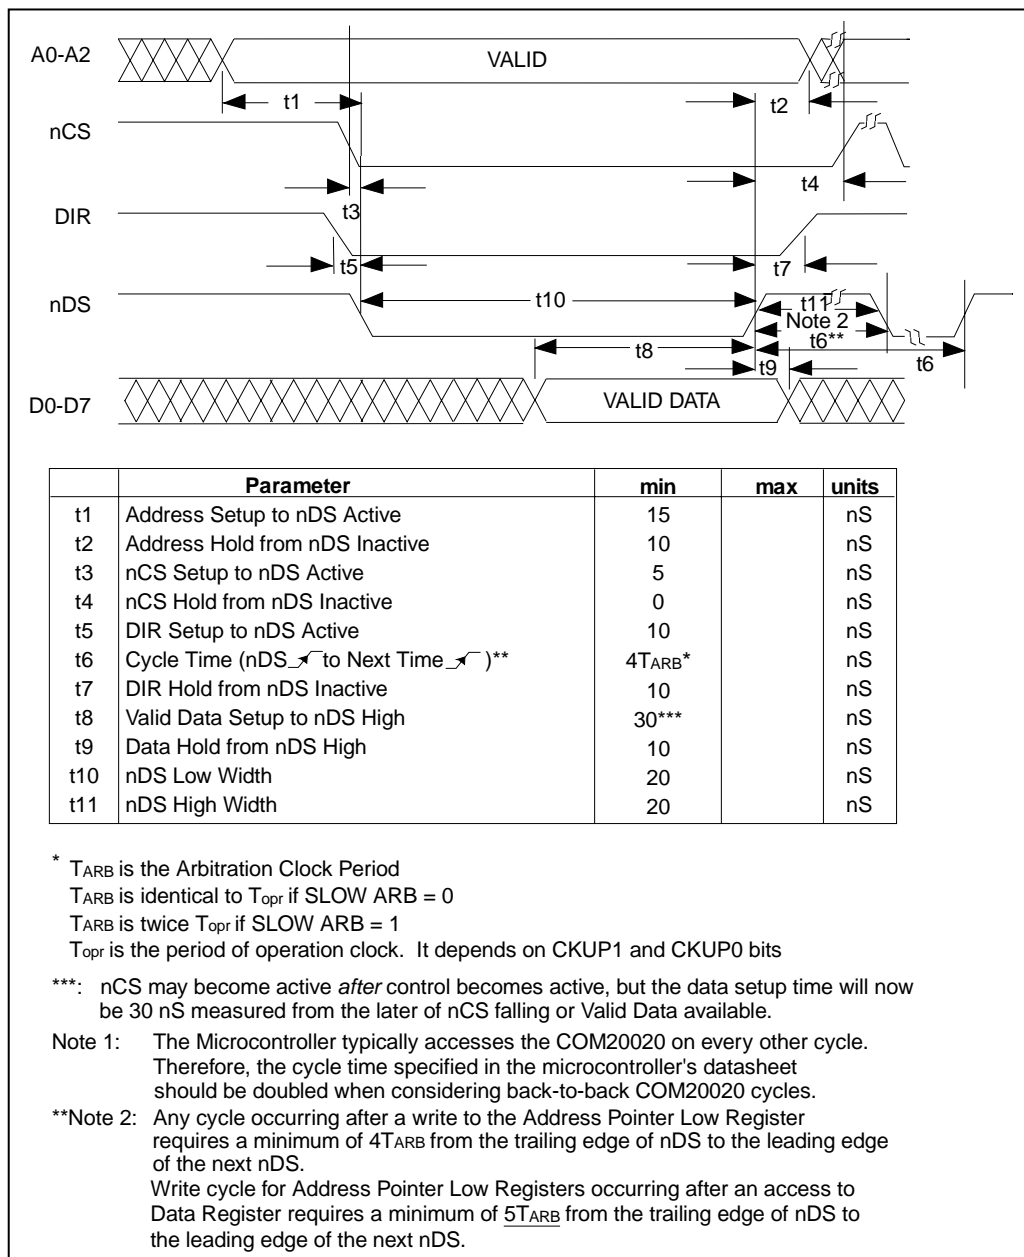 A0-A2
VALID
t1
t2
nCS
t3
t4
DIR
t5
t7
nDS
t10
t11
Note 2
t6**
t8
t6
t9
D0-D7
VALID DATA
Parameter min max units
t1 Address Setup to nDS Active 15 nS
t2 Address Hold from nDS Inactive 10 nS
t3 nCS Setup to nDS Active 5 nS
t4 nCS Hold from nDS Inactive 0 nS
t5 DIR Setup to nDS Active 10 nS
t6 Cycle Time (nDS to Next Time )** 4TARB* nS
t7 DIR Hold from nDS Inactive 10 nS
t8 Valid Data Setup to nDS High 30*** nS
t9 Data Hold from nDS High 10 nS
t10 nDS Low Width 20 nS
t11 nDS High Width 20 nS
* TARB is the Arbitration Clock Period
TARB is identical to Topr if SLOW ARB = 0
TARB is twice Topr if SLOW ARB = 1
Topr is the period of operation clock. It depends on CKUP1 and CKUP0 bits
***: nCS may become active after control becomes active, but the data setup time will now
be 30 nS measured from the later of nCS falling or Valid Data available.
Note 1: The Microcontroller typically accesses the COM20020 on every other cycle.
Therefore, the cycle time specified in the microcontroller's datasheet
should be doubled when considering back-to-back COM20020 cycles.
**Note 2: Any cycle occurring after a write to the Address Pointer Low Register
requires a minimum of 4TARB from the trailing edge of nDS to the leading edge
of the next nDS.
Write cycle for Address Pointer Low Registers occurring after an access to
Data Register requires a minimum of 5TARB from the trailing edge of nDS to
the leading edge of the next nDS.